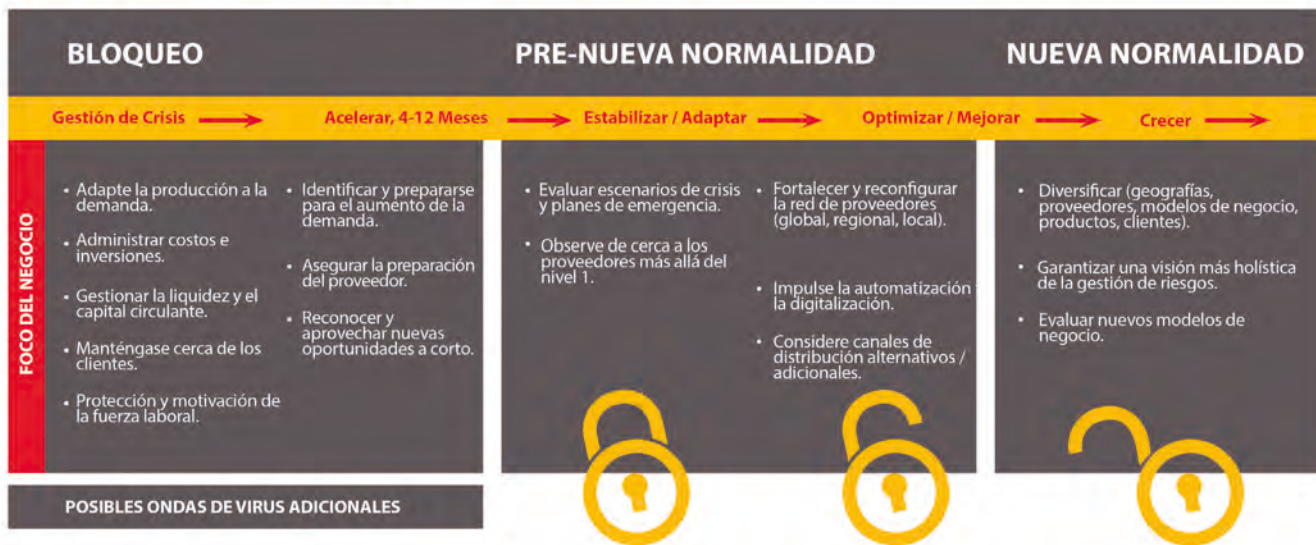 BLOQUEO
PRE-NUEVA NORMALIDAD
NUEVA NORMALIDAD
Gestión de Crisis
Acelerar, 4-12 Meses
Estabilizar / Adaptar
Optimizar / Mejorar
Crecer
FOCO DEL NEGOCIO
• Adapte la producción a la
demanda.
• Administrar costos e
inversiones.
• Gestionar la liquidez y el
capital circulante.
• Manténgase cerca de los
clientes.
• Protección y motivación de
la fuerza laboral.
• Identificar y prepararse
para el aumento de la
demanda.
• Asegurar la preparación
del proveedor.
• Reconocer y
aprovechar nuevas
oportunidades a corto.
• Evaluar escenarios de crisis
y planes de emergencia.
• Observe de cerca a los
proveedores más allá del
nivel 1.
• Fortalecer y reconfigurar
la red de proveedores
(global, regional, local).
• Impulse la automatización
la digitalización.
• Considere canales de
distribución alternativos /
adicionales.
• Diversificar (geografías,
proveedores, modelos de negocio,
productos, clientes).
• Garantizar una visión más holística
de la gestión de riesgos.
• Evaluar nuevos modelos de
negocio.
POSIBLES ONDAS DE VIRUS ADICIONALES